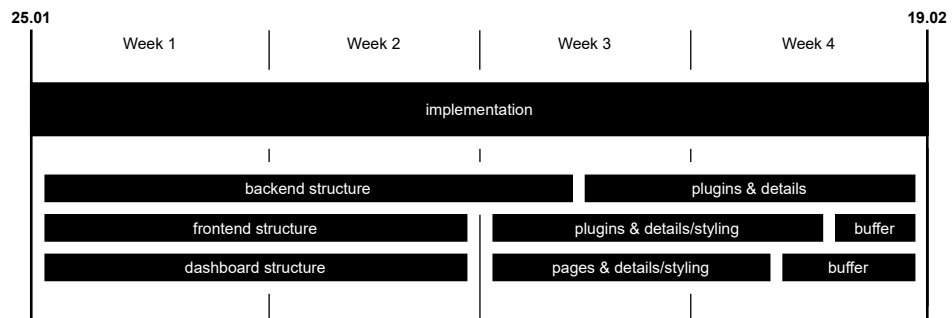 25.01 19.02
Week 1 Week 2 Week 3 Week 4
implementation
backend structure plugins & details
frontend structure plugins & details/styling buffer
dashboard structure pages & details/styling buffer